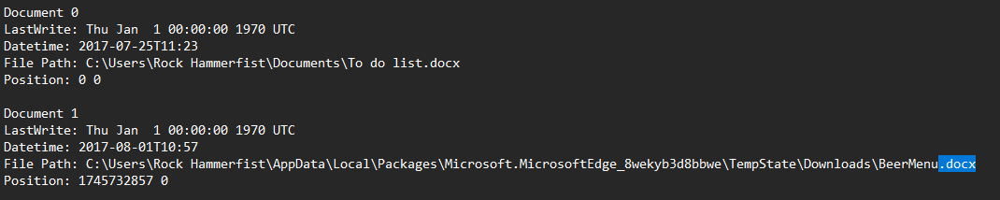 Document 0
LastWrite: Thu Jan  1 00:00:00 1970 UTC
Datetime: 2017-07-25T11:23
File Path: C:\Users\Rock Hammerfist\Documents\To do list.docx
Position: 0 0

Document 1
LastWrite: Thu Jan  1 00:00:00 1970 UTC
Datetime: 2017-08-01T10:57
File Path: C:\Users\Rock Hammerfist\AppData\Local\Packages\Microsoft.MicrosoftEdge_8wekyb3d8bbwe\TempState\Downloads\BeerMenu.docx
Position: 1745732857 0